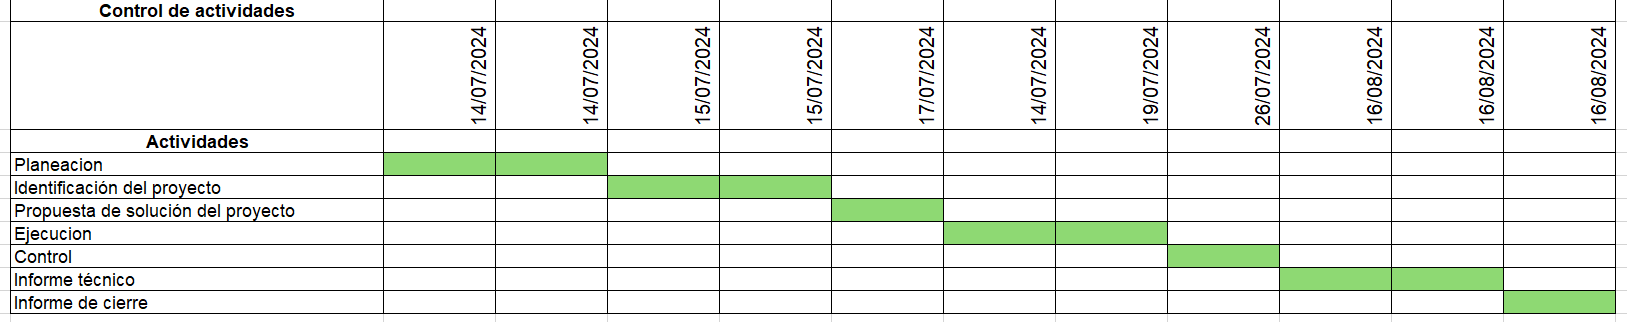 Control de actividades
14/07/2024 14/07/2024 15/07/2024 15/07/2024 17/07/2024 14/07/2024 19/07/2024 26/07/2024 16/08/2024 16/08/2024 16/08/2024
Actividades
Planeacion
Identificación del proyecto
Propuesta de solución del proyecto
Ejecucion
Control
Informe técnico
Informe de cierre